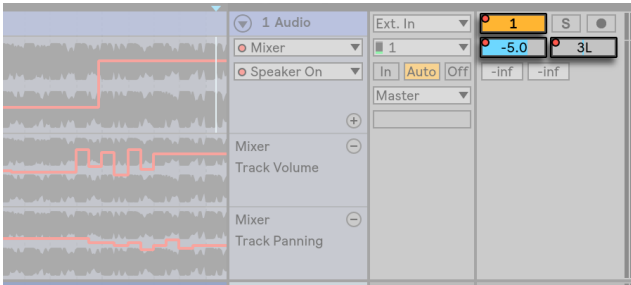 1 Audio Ext. In 1 S
Mixer 1 -5.0 3L
Speaker On In Auto Off -inf -inf
Master
Mixer
Track Volume
Mixer
Track Panning